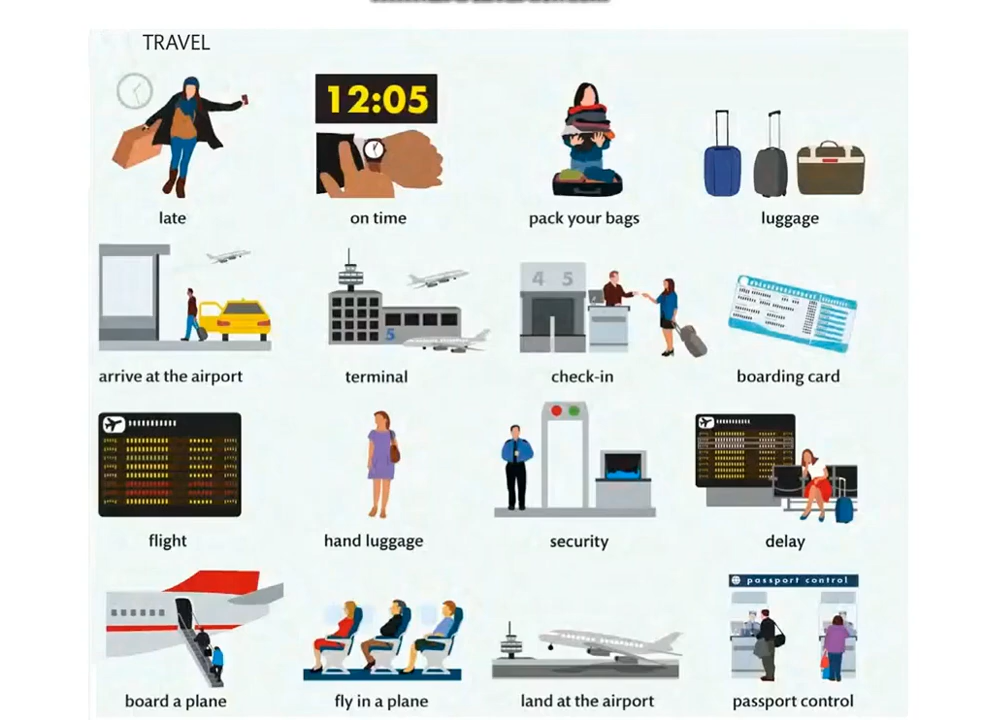 TRAVEL
12:05
late
on time
pack your bags
luggage
5
4 5
arrive at the airport
terminal
check-in
boarding card
flight
hand luggage
security
delay
passport control
board a plane
fly in a plane
land at the airport
passport control